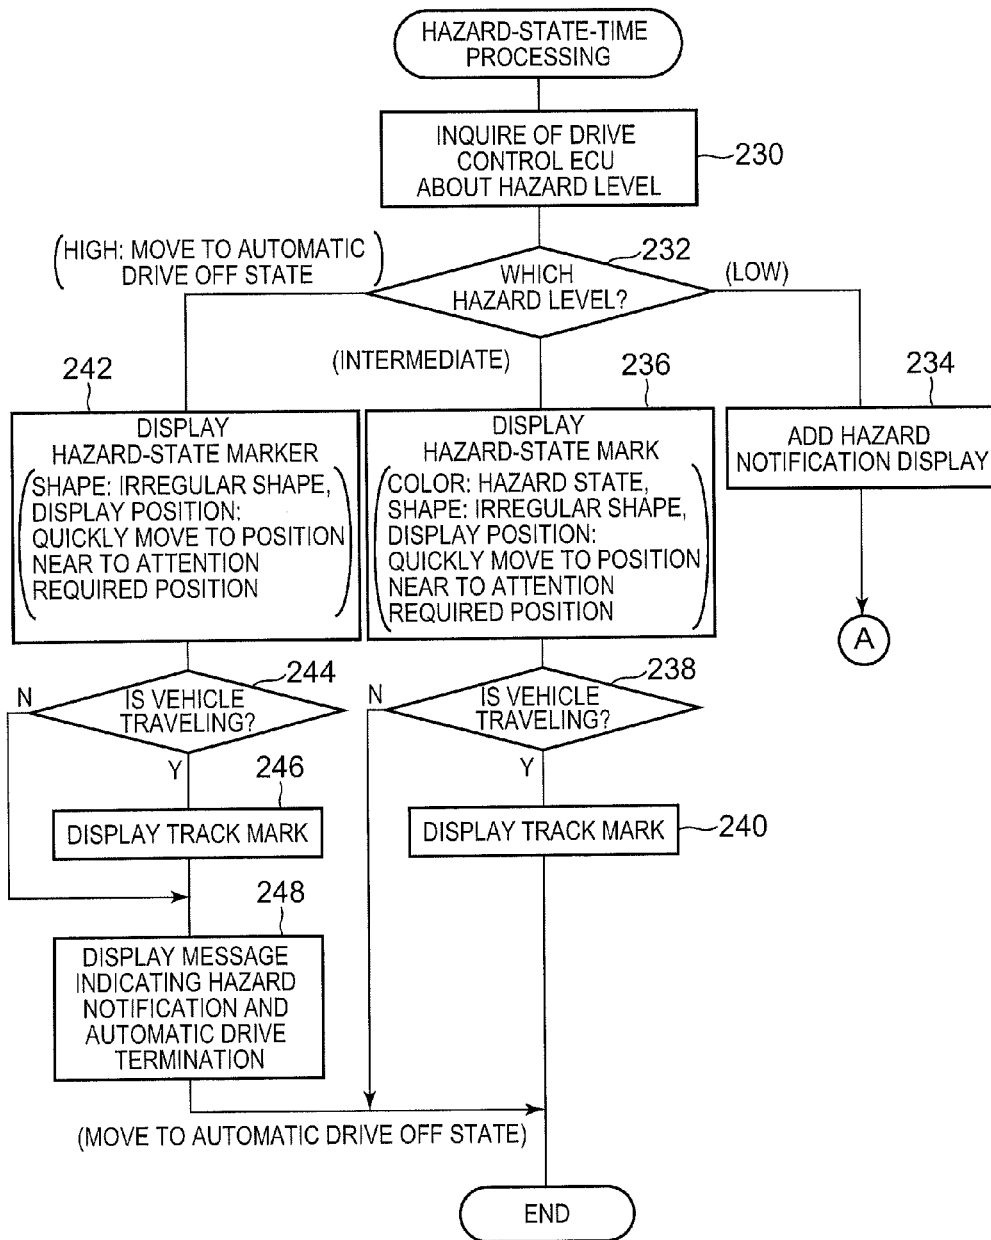 HAZARD-STATE-TIME
PROCESSING
INQUIRE OF DRIVE
CONTROL ECU
ABOUT HAZARD LEVEL
230
(HIGH: MOVE TO AUTOMATIC
DRIVE OFF STATE)
232
WHICH
HAZARD LEVEL?
(LOW)
(INTERMEDIATE)
242
236
234
DISPLAY
HAZARD-STATE MARKER
(SHAPE: IRREGULAR SHAPE,
DISPLAY POSITION:
QUICKLY MOVE TO POSITION
NEAR TO ATTENTION
REQUIRED POSITION)
DISPLAY
HAZARD-STATE MARK
(COLOR: HAZARD STATE,
SHAPE: IRREGULAR SHAPE,
DISPLAY POSITION:
QUICKLY MOVE TO POSITION
NEAR TO ATTENTION
REQUIRED POSITION)
ADD HAZARD
NOTIFICATION DISPLAY
A
244
N
IS VEHICLE
TRAVELING?
Y
238
N
IS VEHICLE
TRAVELING?
Y
246
DISPLAY TRACK MARK
DISPLAY TRACK MARK
240
248
DISPLAY MESSAGE
INDICATING HAZARD
NOTIFICATION AND
AUTOMATIC DRIVE
TERMINATION
(MOVE TO AUTOMATIC DRIVE OFF STATE)
END